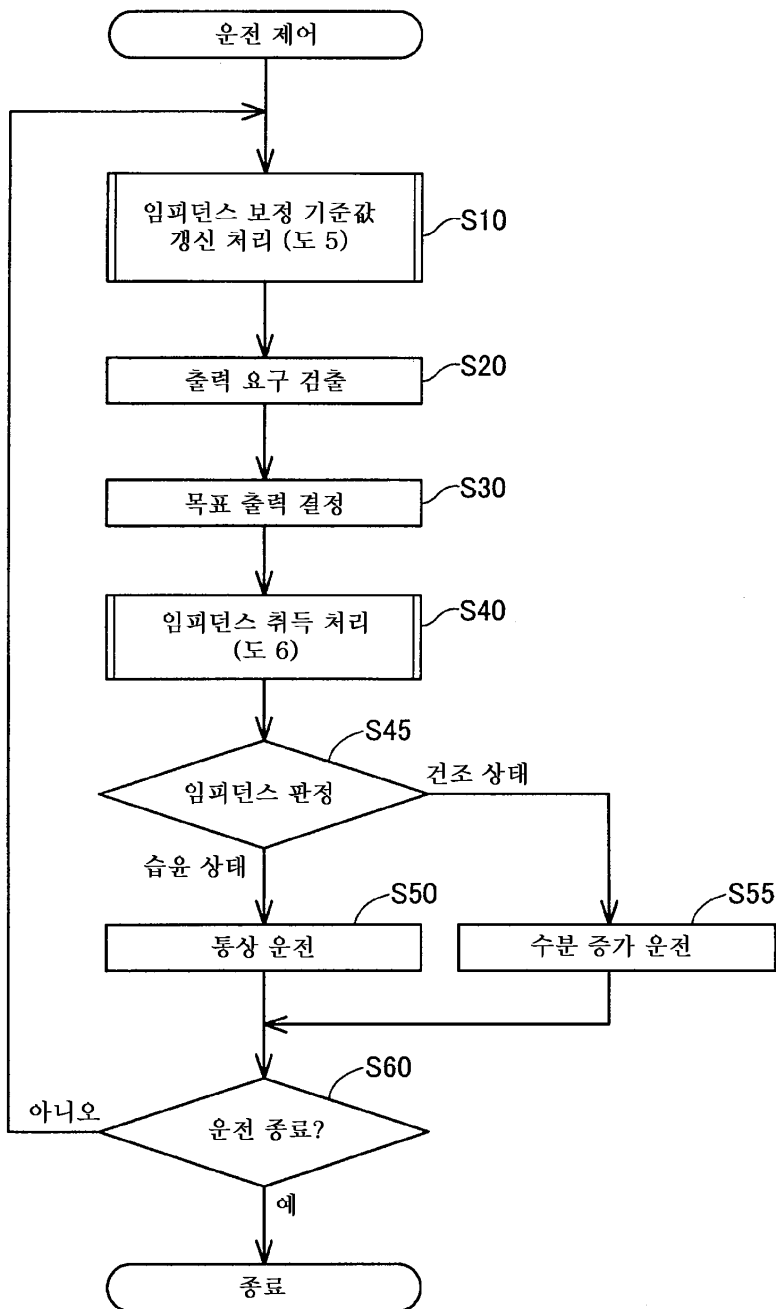 운전 제어
임피던스 보정 기준값
갱신 처리 (도 5)
S10
출력 요구 검출
S20
목표 출력 결정
S30
임피던스 취득 처리
(도 6)
S40
S45
임피던스 판정
건조 상태
습윤 상태
S50
통상 운전
S55
수분 증가 운전
S60
운전 종료?
아니오
예
종료